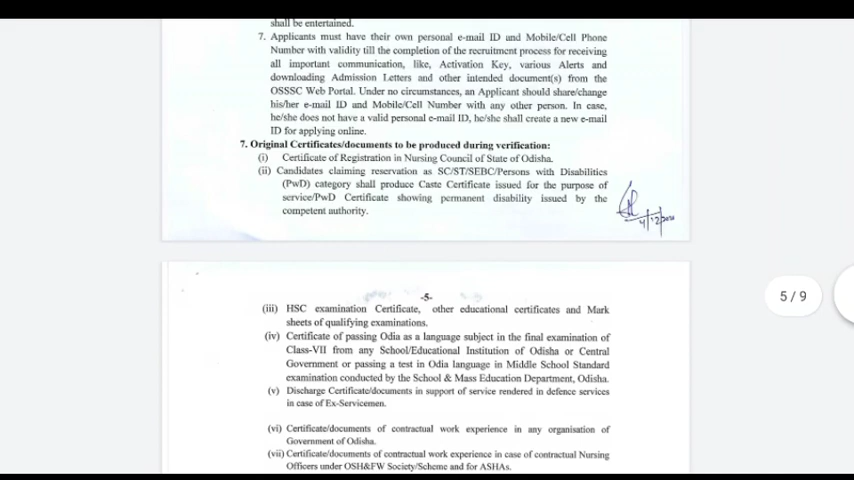 shall be entertained.
7. Applicants must have their own personal e-mail ID and Mobile/Cell Phone
Number with validity till the completion of the recruitment process for receiving
all important communication, like, Activation Key, various Alerts and
downloading Admission Letters and other intended document(s) from the
OSSSC Web Portal. Under no circumstances, an Applicant should share/change
his/her e-mail ID and Mobile/Cell Number with any other person. In case,
he/she does not have a valid personal e-mail ID, he/she shall create a new e-mail
ID for applying online.
7. Original Certificates/documents to be produced during verification:
(i) Certificate of Registration in Nursing Council of State of Odisha.
(ii) Candidates claiming reservation as SC/ST/SEBC/Persons with Disabilities
(PwD) category shall produce Caste Certificate issued for the purpose of
service/PwD Certificate showing permanent disability issued by the
competent authority.
4/12/2020
-5-
(iii) HSC examination Certificate, other educational certificates and Mark
sheets of qualifying examinations.
(iv) Certificate of passing Odia as a language subject in the final examination of
Class-VII from any School/Educational Institution of Odisha or Central
Government or passing a test in Odia language in Middle School Standard
examination conducted by the School & Mass Education Department, Odisha.
(v) Discharge Certificate/documents in support of service rendered in defence services
in case of Ex-Servicemen.
(vi) Certificate/documents of contractual work experience in any organisation of
Government of Odisha.
(vii) Certificate/documents of contractual work experience in case of contractual Nursing
Officers under OSH&FW Society/Scheme and for ASHAs.
5 / 9